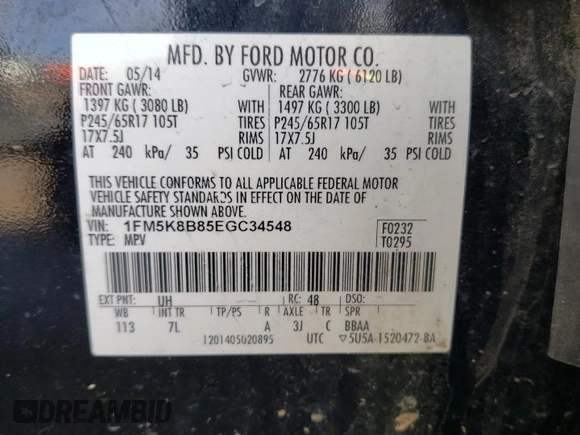 MFD. BY FORD MOTOR CO.
DATE: 05/14 GVWR: 2776 KG ( 6120 LB)
FRONT GAWR: REAR GAWR:
1397 KG ( 3080 LB) WITH 1497 KG ( 3300 LB) WITH
P245/65R17 105T TIRES P245/65R17 105T TIRES
17X7.5J RIMS 17X7.5J RIMS
AT 240 kPa/ 35 PSI COLD AT 240 kPa/ 35 PSI COLD
THIS VEHICLE CONFORMS TO ALL APPLICABLE FEDERAL MOTOR
VEHICLE SAFETY STANDARDS IN EFFECT ON THE DATE OF
MANUFACTURE SHOWN ABOVE.
VIN: 1FM5K8B85EGC34548 F0232
TYPE: MPV T0295
EXT PNT: UH RC: 48 DSO:
WB INT TR TP/PS R AXLE TR SPR
113 7L A 3J C BBAA
1201405020895 UTC ▽5U5A-1520472-BA
DREAMBID